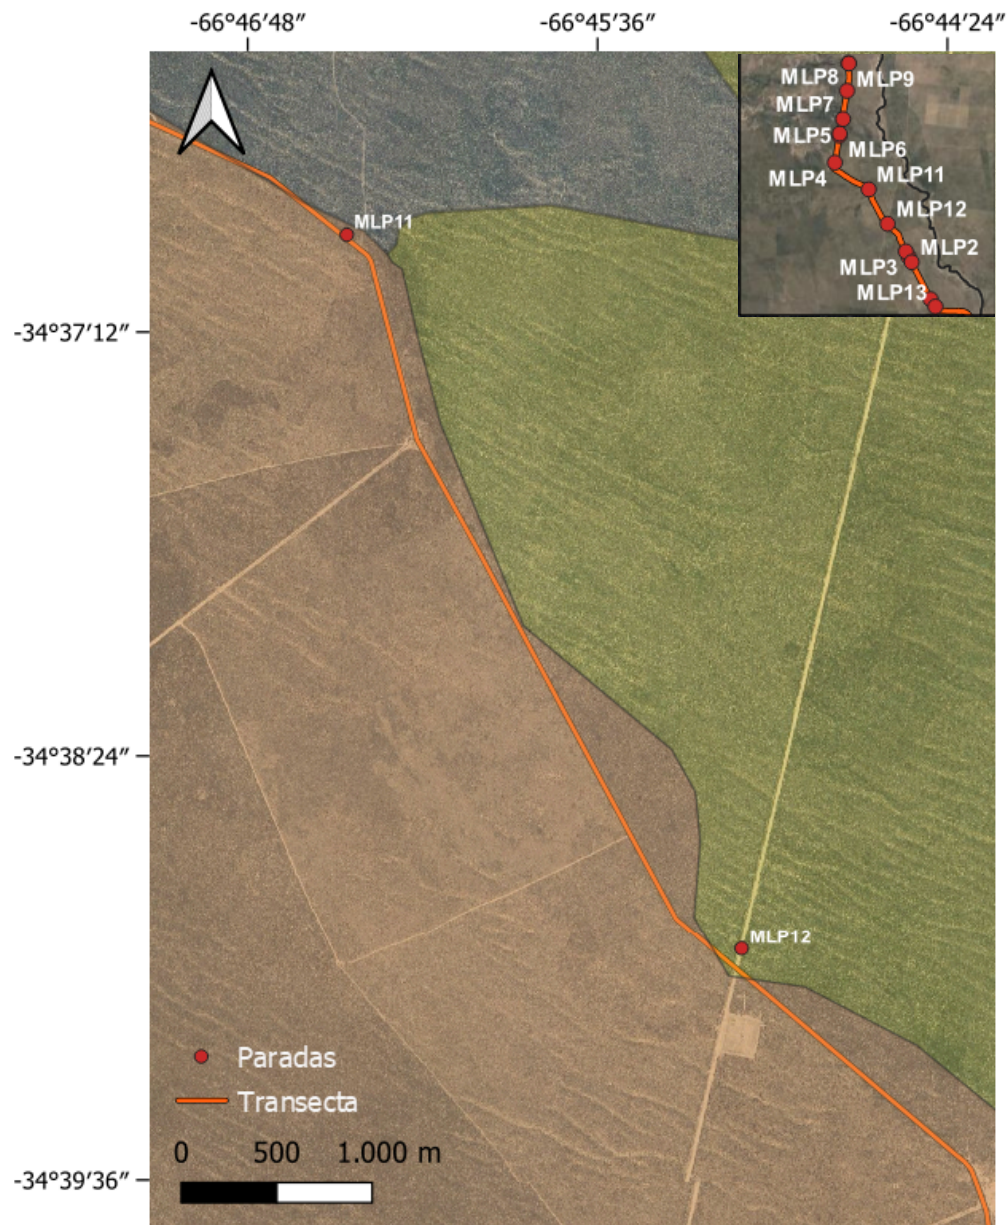 -66°46′48″ -66°45′36″ -66°44′24″
MLP8 MLP9
MLP7
MLP5
MLP6
MLP4 MLP11
MLP12
MLP2
MLP3
MLP13
MLP11
-34°37′12″
-34°38′24″
MLP12
Paradas
Transecta
0 500 1.000 m
-34°39′36″